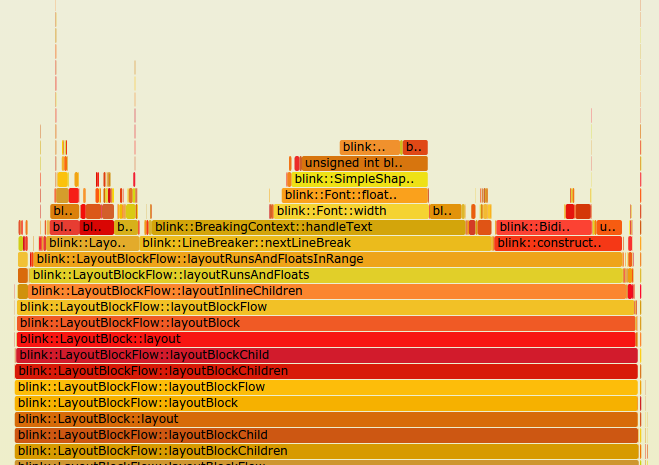 blink::.. b..
unsigned int bl..
blink::SimpleShap..
blink::Font::float..
bl.. blink::Font::width bl..
bl.. bl.. b.. blink::BreakingContext::handleText blink::Bidi.. u..
blink::Layo.. blink::LineBreaker::nextLineBreak blink::construct..
blink::LayoutBlockFlow::layoutRunsAndFloatsInRange
blink::LayoutBlockFlow::layoutRunsAndFloats
blink::LayoutBlockFlow::layoutInlineChildren
blink::LayoutBlockFlow::layoutBlockFlow
blink::LayoutBlockFlow::layoutBlock
blink::LayoutBlock::layout
blink::LayoutBlockFlow::layoutBlockChild
blink::LayoutBlockFlow::layoutBlockChildren
blink::LayoutBlockFlow::layoutBlockFlow
blink::LayoutBlockFlow::layoutBlock
blink::LayoutBlock::layout
blink::LayoutBlockFlow::layoutBlockChild
blink::LayoutBlockFlow::layoutBlockChildren
blink::LayoutBlockFlow::layoutBlockFlow